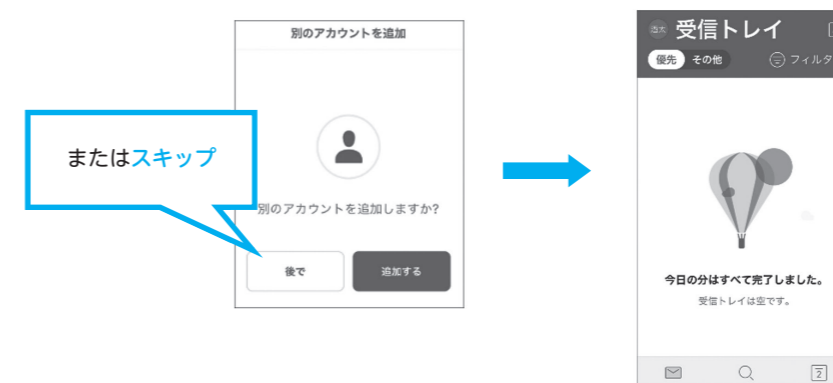 別のアカウントを追加
またはスキップ
別のアカウントを追加しますか?
後で
追加する
受信トレイ
優先 その他
フィルタ
今日の分はすべて完了しました。
受信トレイは空です。
2